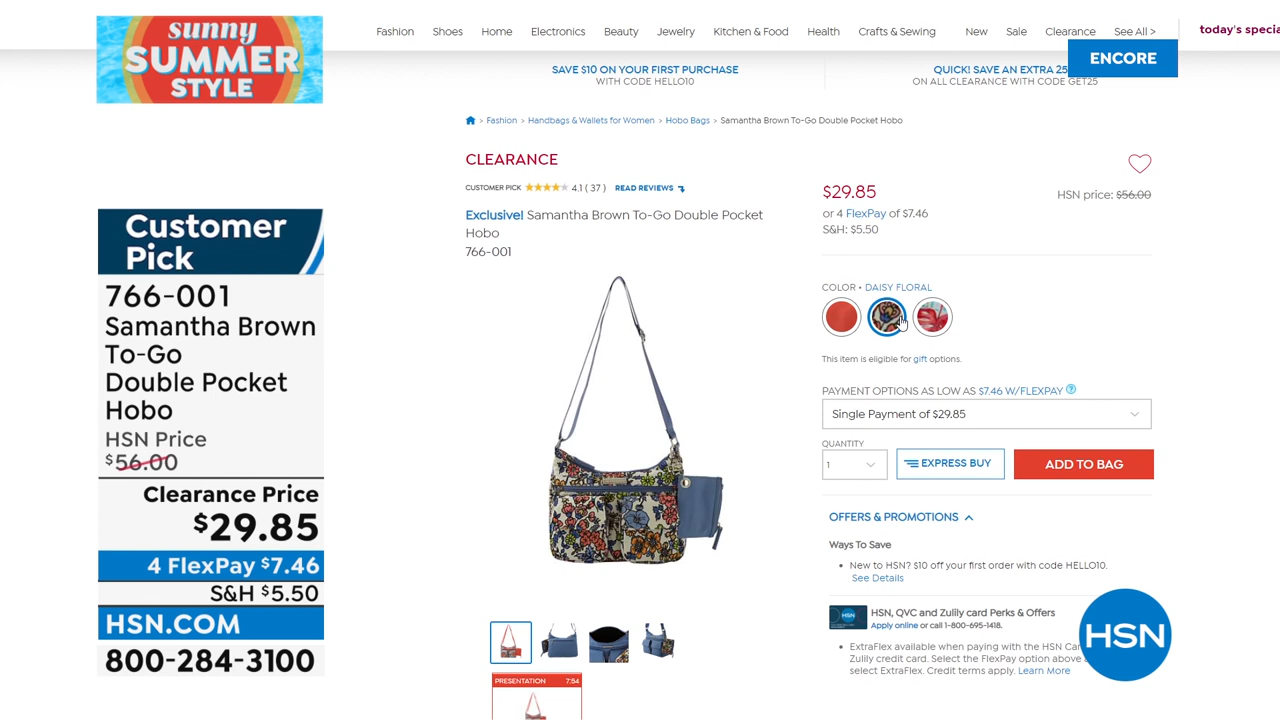 sunny
SUMMER
STYLE
Fashion Shoes Home Electronics Beauty Jewelry Kitchen & Food Health Crafts & Sewing New Sale Clearance See All >
today's specia
ENCORE
SAVE $10 ON YOUR FIRST PURCHASE
WITH CODE HELLO10
QUICK! SAVE AN EXTRA 25
ON ALL CLEARANCE WITH CODE GET25
> Fashion > Handbags & Wallets for Women > Hobo Bags > Samantha Brown To-Go Double Pocket Hobo
CLEARANCE
CUSTOMER PICK 4.1 ( 37 ) READ REVIEWS
Exclusive! Samantha Brown To-Go Double Pocket
Hobo
766-001
$29.85
HSN price: $56.00
or 4 FlexPay of $7.46
S&H: $5.50
COLOR • DAISY FLORAL
This item is eligible for gift options.
PAYMENT OPTIONS AS LOW AS $7.46 W/FLEXPAY ?
Single Payment of $29.85
QUANTITY
1
EXPRESS BUY
ADD TO BAG
OFFERS & PROMOTIONS
Ways To Save
• New to HSN? $10 off your first order with code HELLO10.
See Details
HSN
HSN, QVC and Zulily card Perks & Offers
Apply online or call 1-800-695-1418.
• ExtraFlex available when paying with the HSN Car
Zulily credit card. Select the FlexPay option above
select ExtraFlex. Credit terms apply. Learn More
HSN
PRESENTATION 7:54
Customer
Pick
766-001
Samantha Brown
To-Go
Double Pocket
Hobo
HSN Price
$56.00
Clearance Price
$29.85
4 FlexPay $7.46
S&H $5.50
HSN.COM
800-284-3100